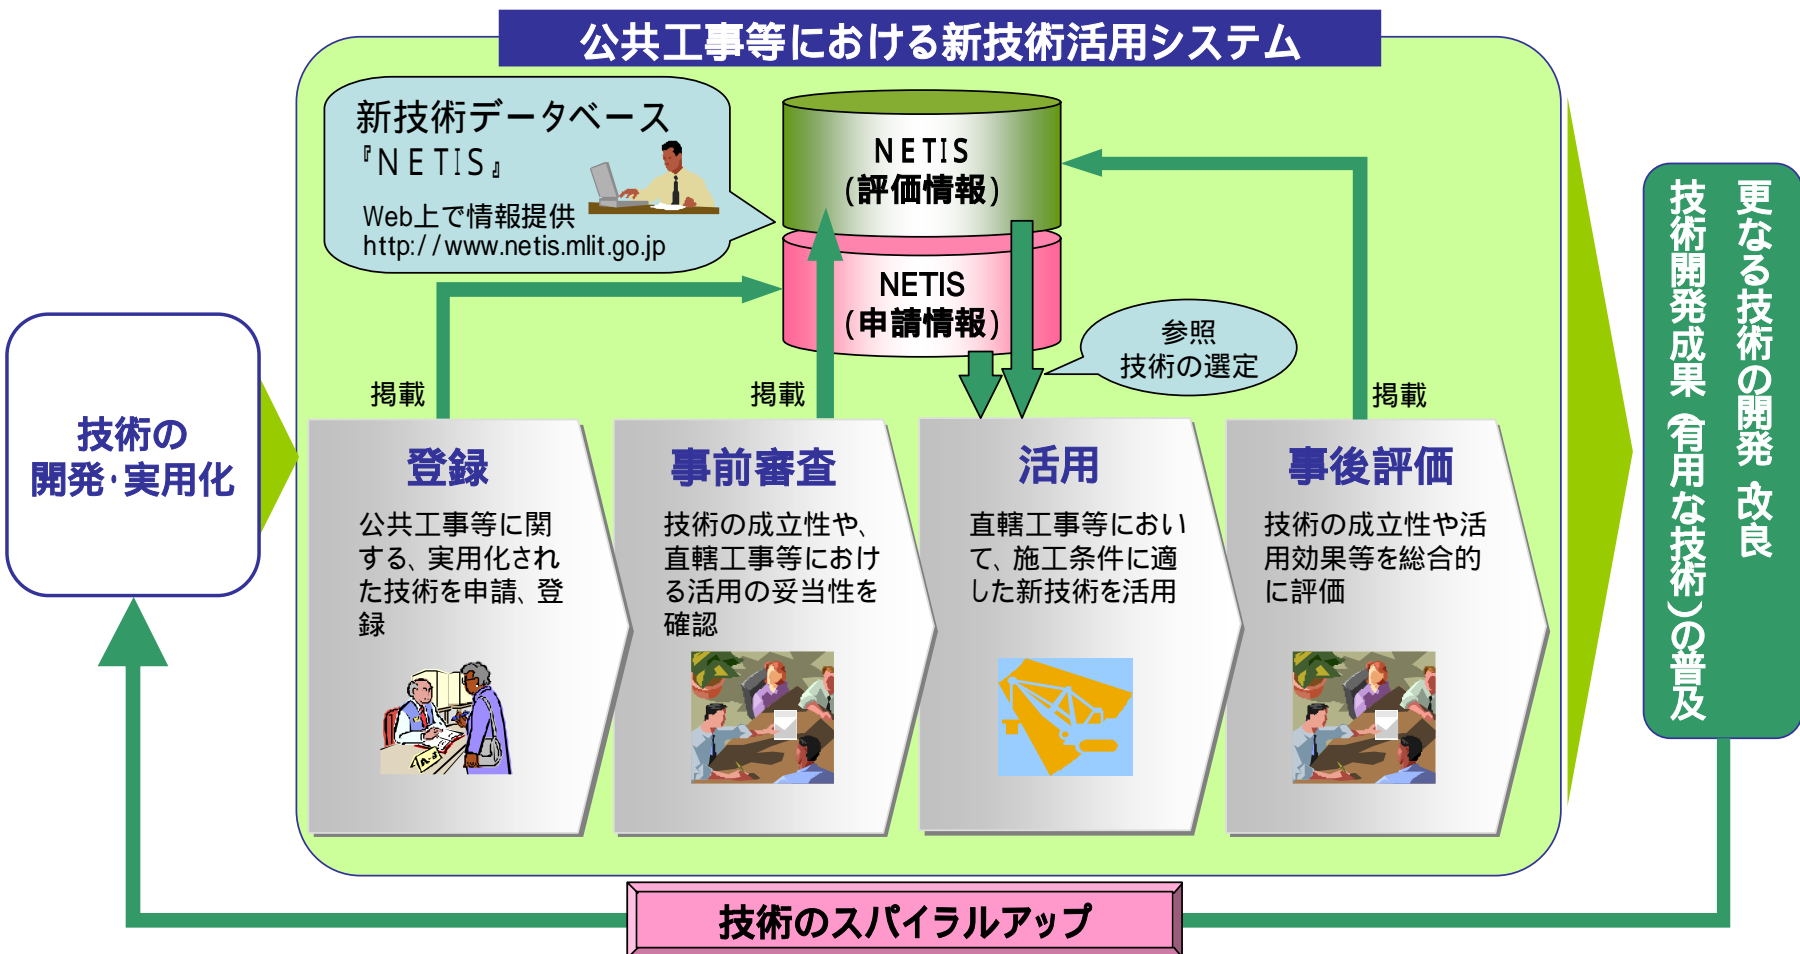 公共工事等における新技術活用システム
新技術データベース
『NETIS』
Web上で情報提供
http://www.netis.mlit.go.jp
NETIS
(評価情報)
NETIS
(申請情報)
参照
技術の選定
掲載
掲載
掲載
技術の
開発・実用化
登録
公共工事等に関
する、実用化され
た技術を申請、登
録
事前審査
技術の成立性や、
直轄工事等におけ
る活用の妥当性を
確認
活用
直轄工事等におい
て、施工条件に適
した新技術を活用
事後評価
技術の成立性や活
用効果等を総合的
に評価
更なる技術の開発、改良
技術開発成果(有用な技術)の普及
技術のスパイラルアップ